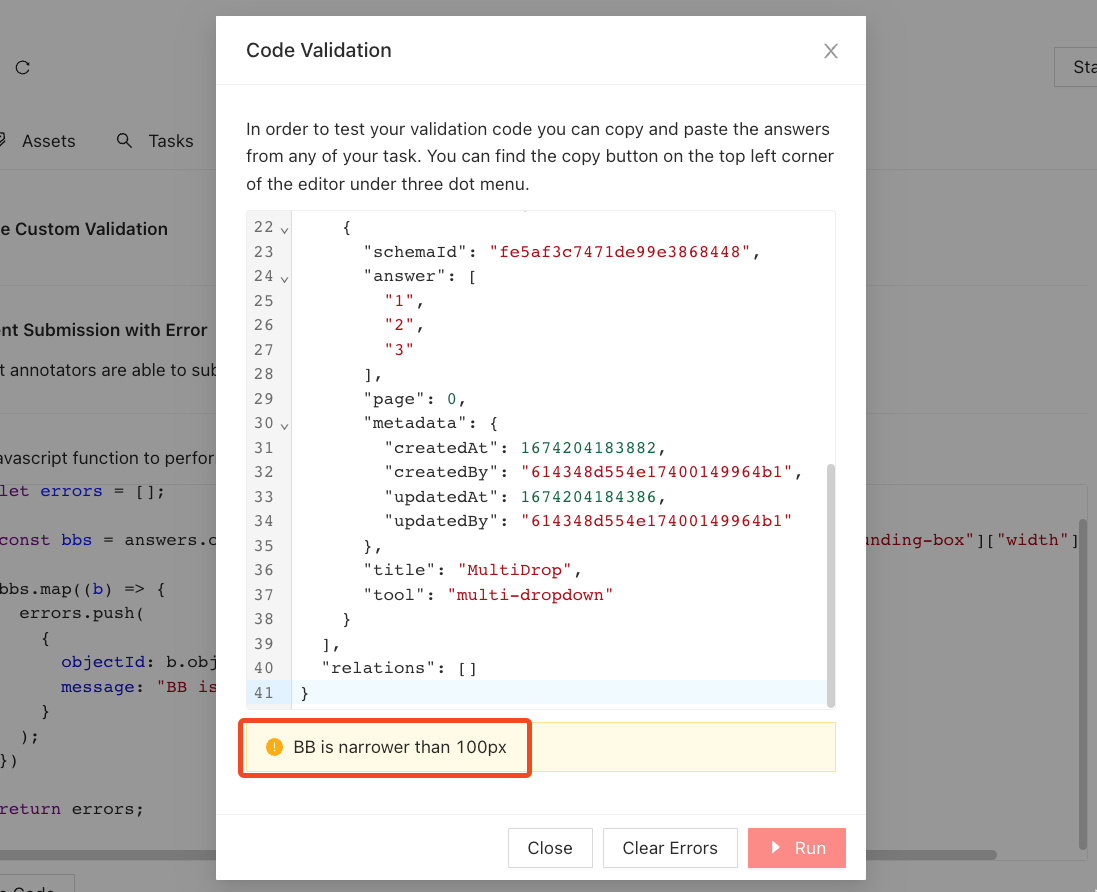 Code Validation
Sta
Assets
Tasks
In order to test your validation code you can copy and paste the answers
from any of your task. You can find the copy button on the top left corner
of the editor under three dot menu.
e Custom Validation
nt Submission with Error
t annotators are able to sub
avascript function to perfor
let errors = [];
const bbs = answers.o
unding-box"]["width"]
bbs.map((b) => {
errors.push(
{
objectId: b.obj
message: "BB is
}
);
})
return errors;
22 {
23 "schemaId": "fe5af3c7471de99e3868448",
24 "answer": [
25 "1",
26 "2",
27 "3"
28 ],
29 "page": 0,
30 "metadata": {
31 "createdAt": 1674204183882,
32 "createdBy": "614348d554e17400149964b1",
33 "updatedAt": 1674204184386,
34 "updatedBy": "614348d554e17400149964b1"
35 },
36 "title": "MultiDrop",
37 "tool": "multi-dropdown"
38 }
39 ],
40 "relations": []
41 }
BB is narrower than 100px
Close
Clear Errors
Run